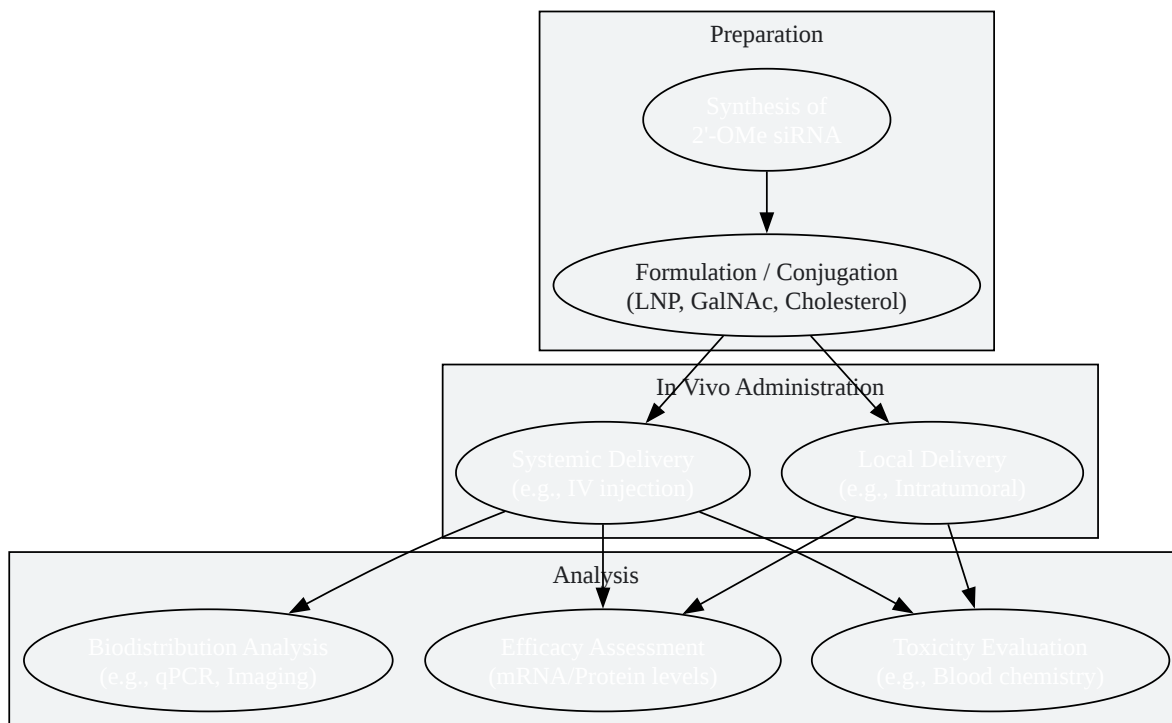 Preparation
Synthesis of
2'-OMe siRNA
Formulation / Conjugation
(LNP, GalNAc, Cholesterol)
In Vivo Administration
Systemic Delivery
(e.g., IV injection)
Local Delivery
(e.g., Intratumoral)
Analysis
Biodistribution Analysis
(e.g., qPCR, Imaging)
Efficacy Assessment
(mRNA/Protein levels)
Toxicity Evaluation
(e.g., Blood chemistry)